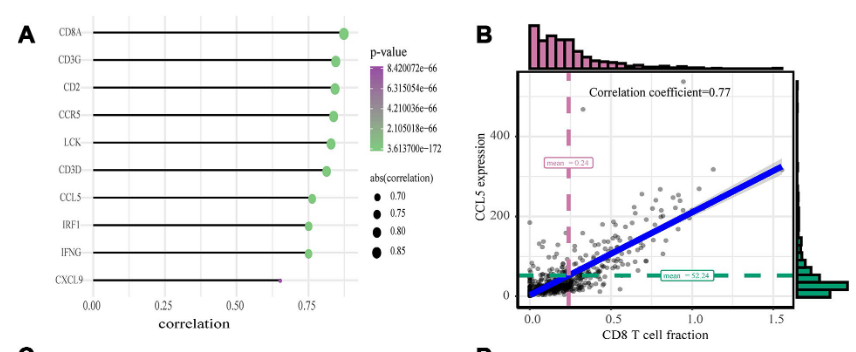 A
CD8A
CD3G
CD2
CCR5
LCK
CD3D
CCL5
IRF1
IFNG
CXCL9
0.00 0.25 0.50 0.75
correlation
p-value
8.420072e−66
6.315054e−66
4.210036e−66
2.105018e−66
3.613700e−172
abs(correlation)
0.70
0.75
0.80
0.85
B
Correlation coefficient=0.77
mean =0.24
mean =52.24
CCL5 expression
400
200
0
0.0 0.5 1.0 1.5
CD8 T cell fraction